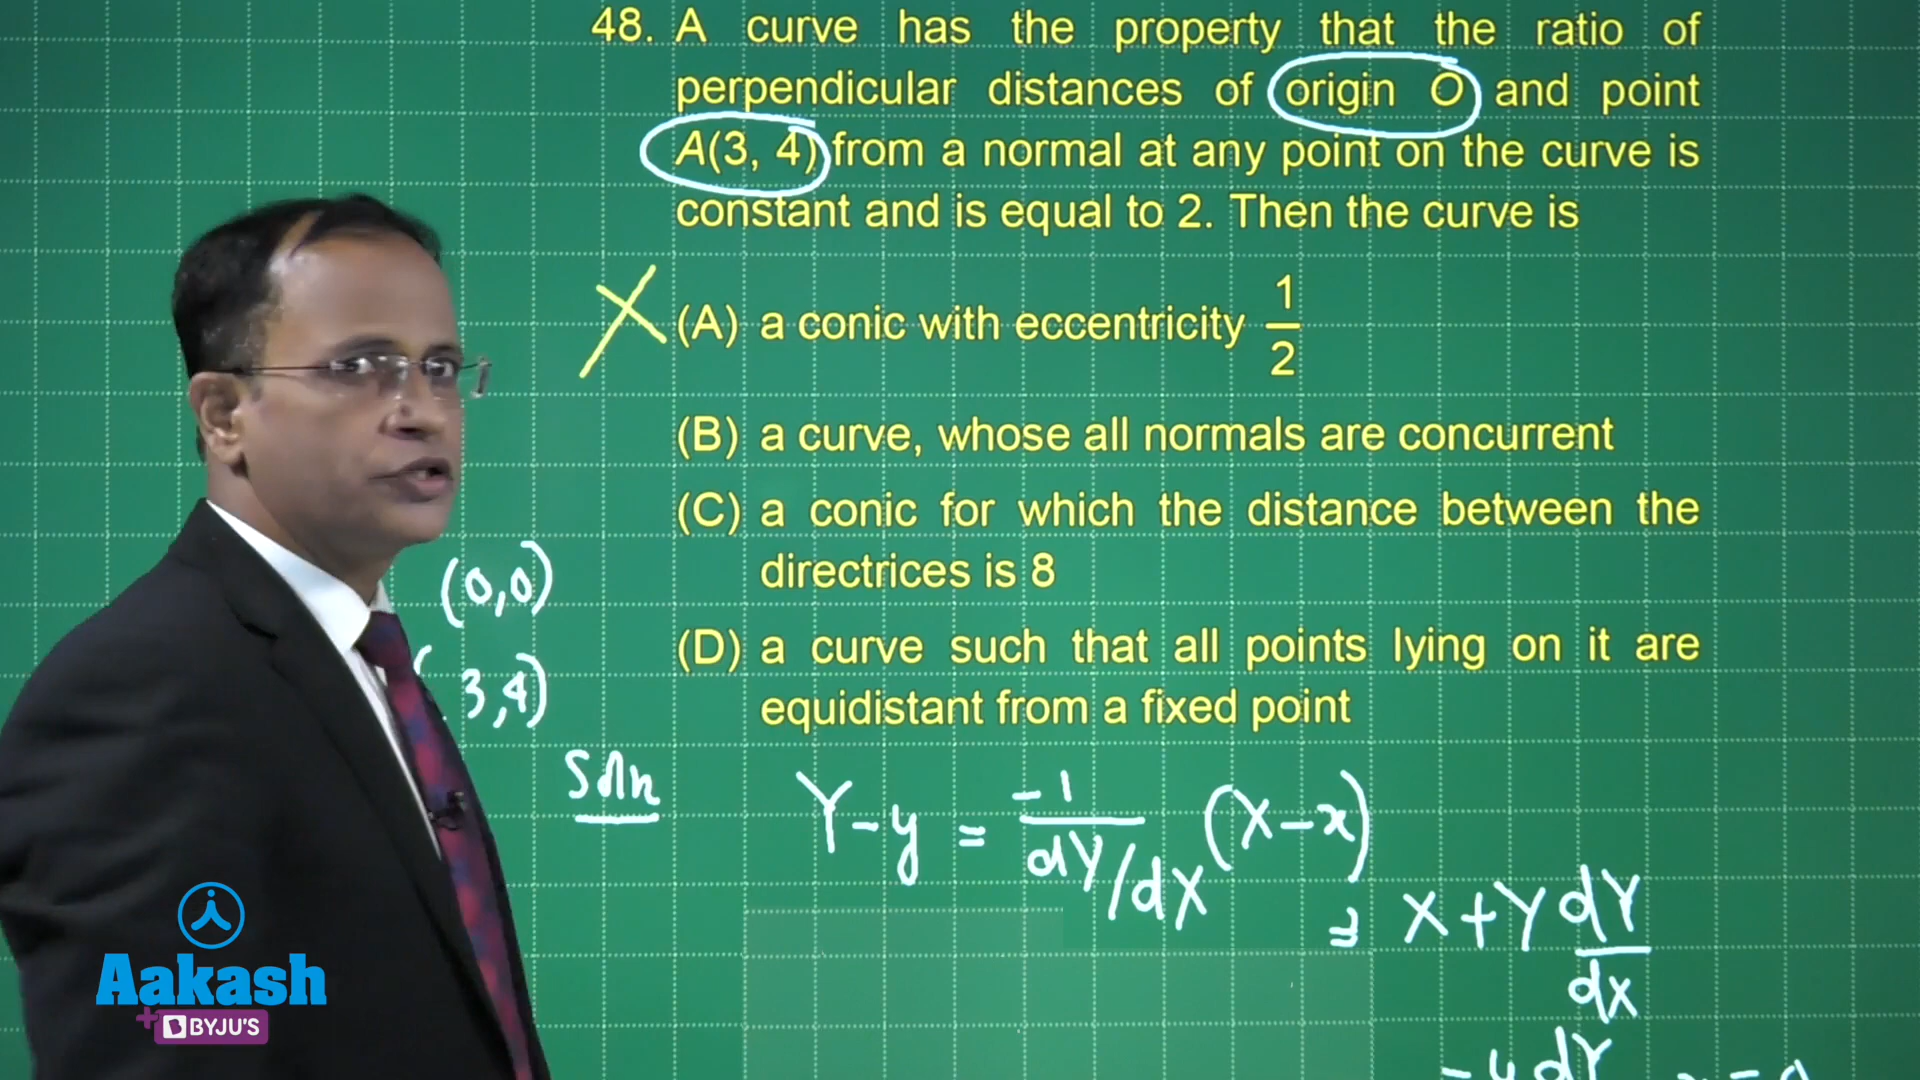 48. A curve has the property that the ratio of
perpendicular distances of origin O and point
A(3, 4) from a normal at any point on the curve is
constant and is equal to 2. Then the curve is
(A) a conic with eccentricity 1/2
(B) a curve, whose all normals are concurrent
(C) a conic for which the distance between the
directrices is 8
(D) a curve such that all points lying on it are
equidistant from a fixed point
(0,0)
(3,4)
Soln
Y-y = -1/(dY/dX) (X-x)
⇒ X+Y dY/dx
-y dY
Aakash
+BYJU'S